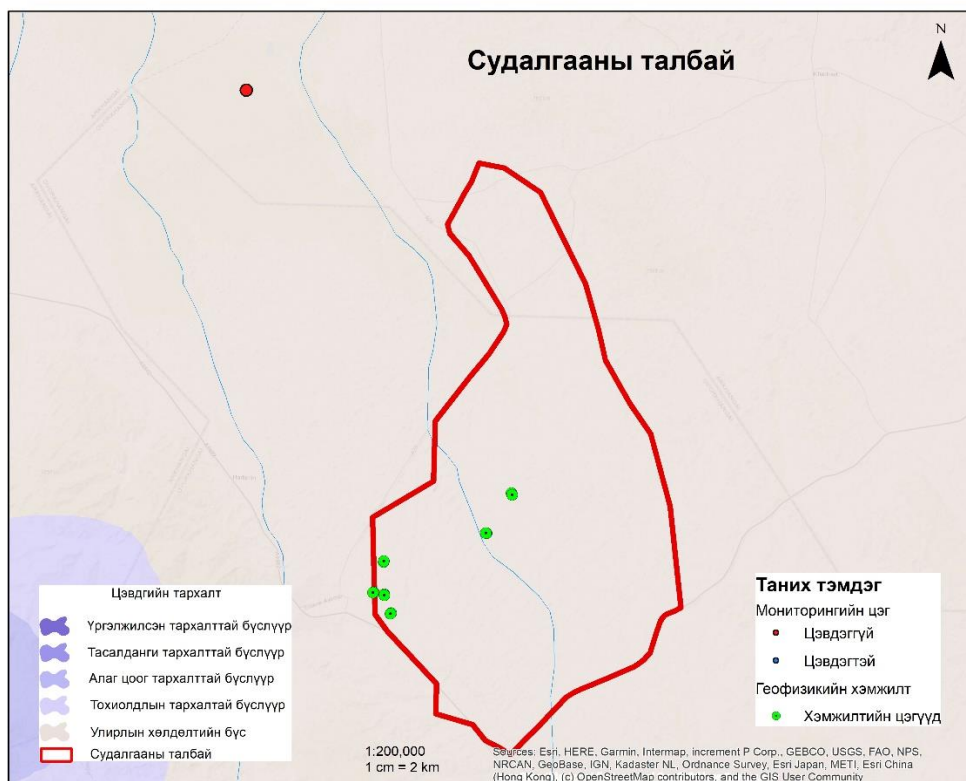 Судалгааны талбай
N
Цэвдгийн тархалт
Үргэлжилсэн тархалттай бүслүүр
Тасалданги тархалттай бүслүүр
Алаг цоог тархалттай бүслүүр
Тохиолдлын тархалтай бүслүүр
Улирлын хөлдөлтийн бүс
Судалгааны талбай
Таних тэмдэг
Мониторингийн цэг
Цэвдэггүй
Цэвдэгтэй
Геофизикийн хэмжилт
Хэмжилтийн цэгүүд
1:200,000
1 cm = 2 km
Sources: Esri, HERE, Garmin, Intermap, increment P Corp., GEBCO, USGS, FAO, NPS,
NRCAN, GeoBase, IGN, Kadaster NL, Ordnance Survey, Esri Japan, METI, Esri China
(Hong Kong), (c) OpenStreetMap contributors, and the GIS User Community